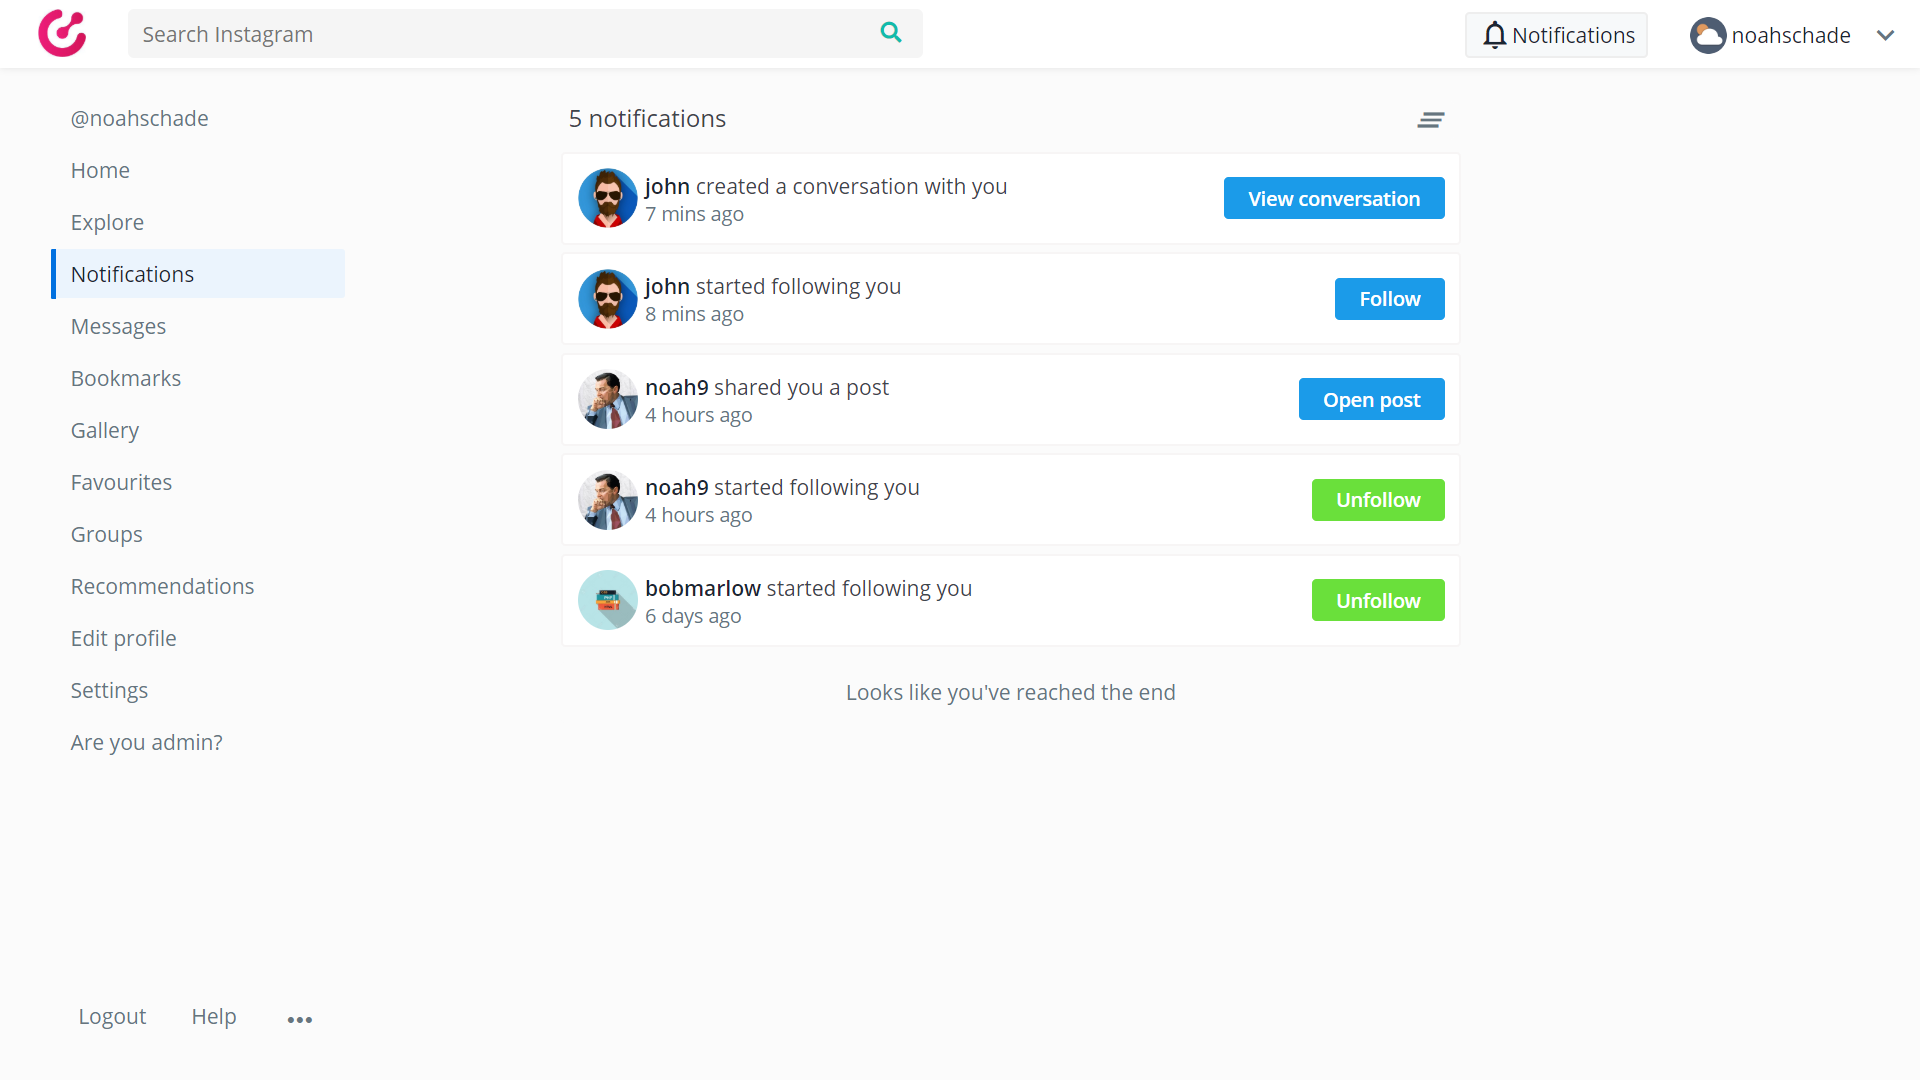 Search Instagram
Notifications
noahschade
@noahschade
Home
Explore
Notifications
Messages
Bookmarks
Gallery
Favourites
Groups
Recommendations
Edit profile
Settings
Are you admin?
Logout
Help
5 notifications
john created a conversation with you
7 mins ago
View conversation
john started following you
8 mins ago
Follow
noah9 shared you a post
4 hours ago
Open post
noah9 started following you
4 hours ago
Unfollow
bobmarlow started following you
6 days ago
Unfollow
Looks like you've reached the end